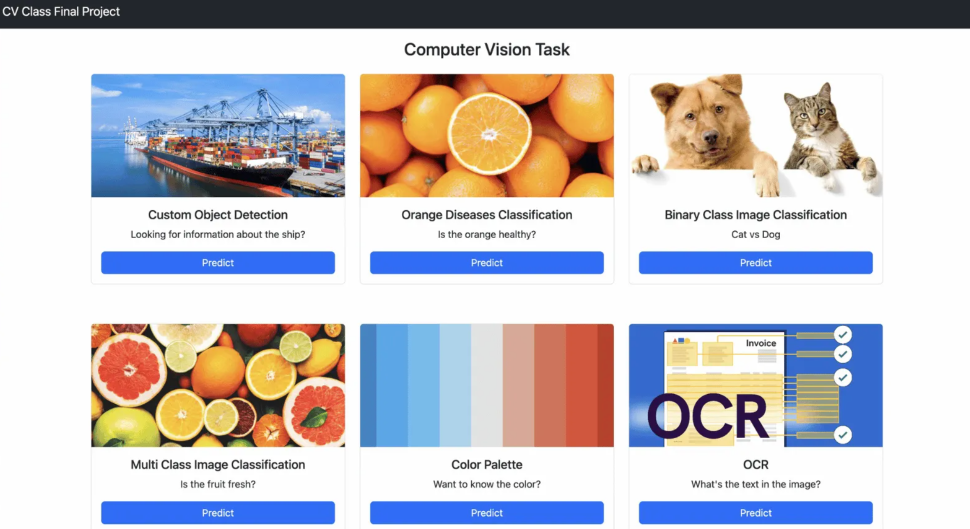 CV Class Final Project
Computer Vision Task
Custom Object Detection
Looking for information about the ship?
Predict
Orange Diseases Classification
Is the orange healthy?
Predict
Binary Class Image Classification
Cat vs Dog
Predict
Multi Class Image Classification
Is the fruit fresh?
Predict
Color Palette
Want to know the color?
Predict
Invoice
OCR
OCR
What's the text in the image?
Predict